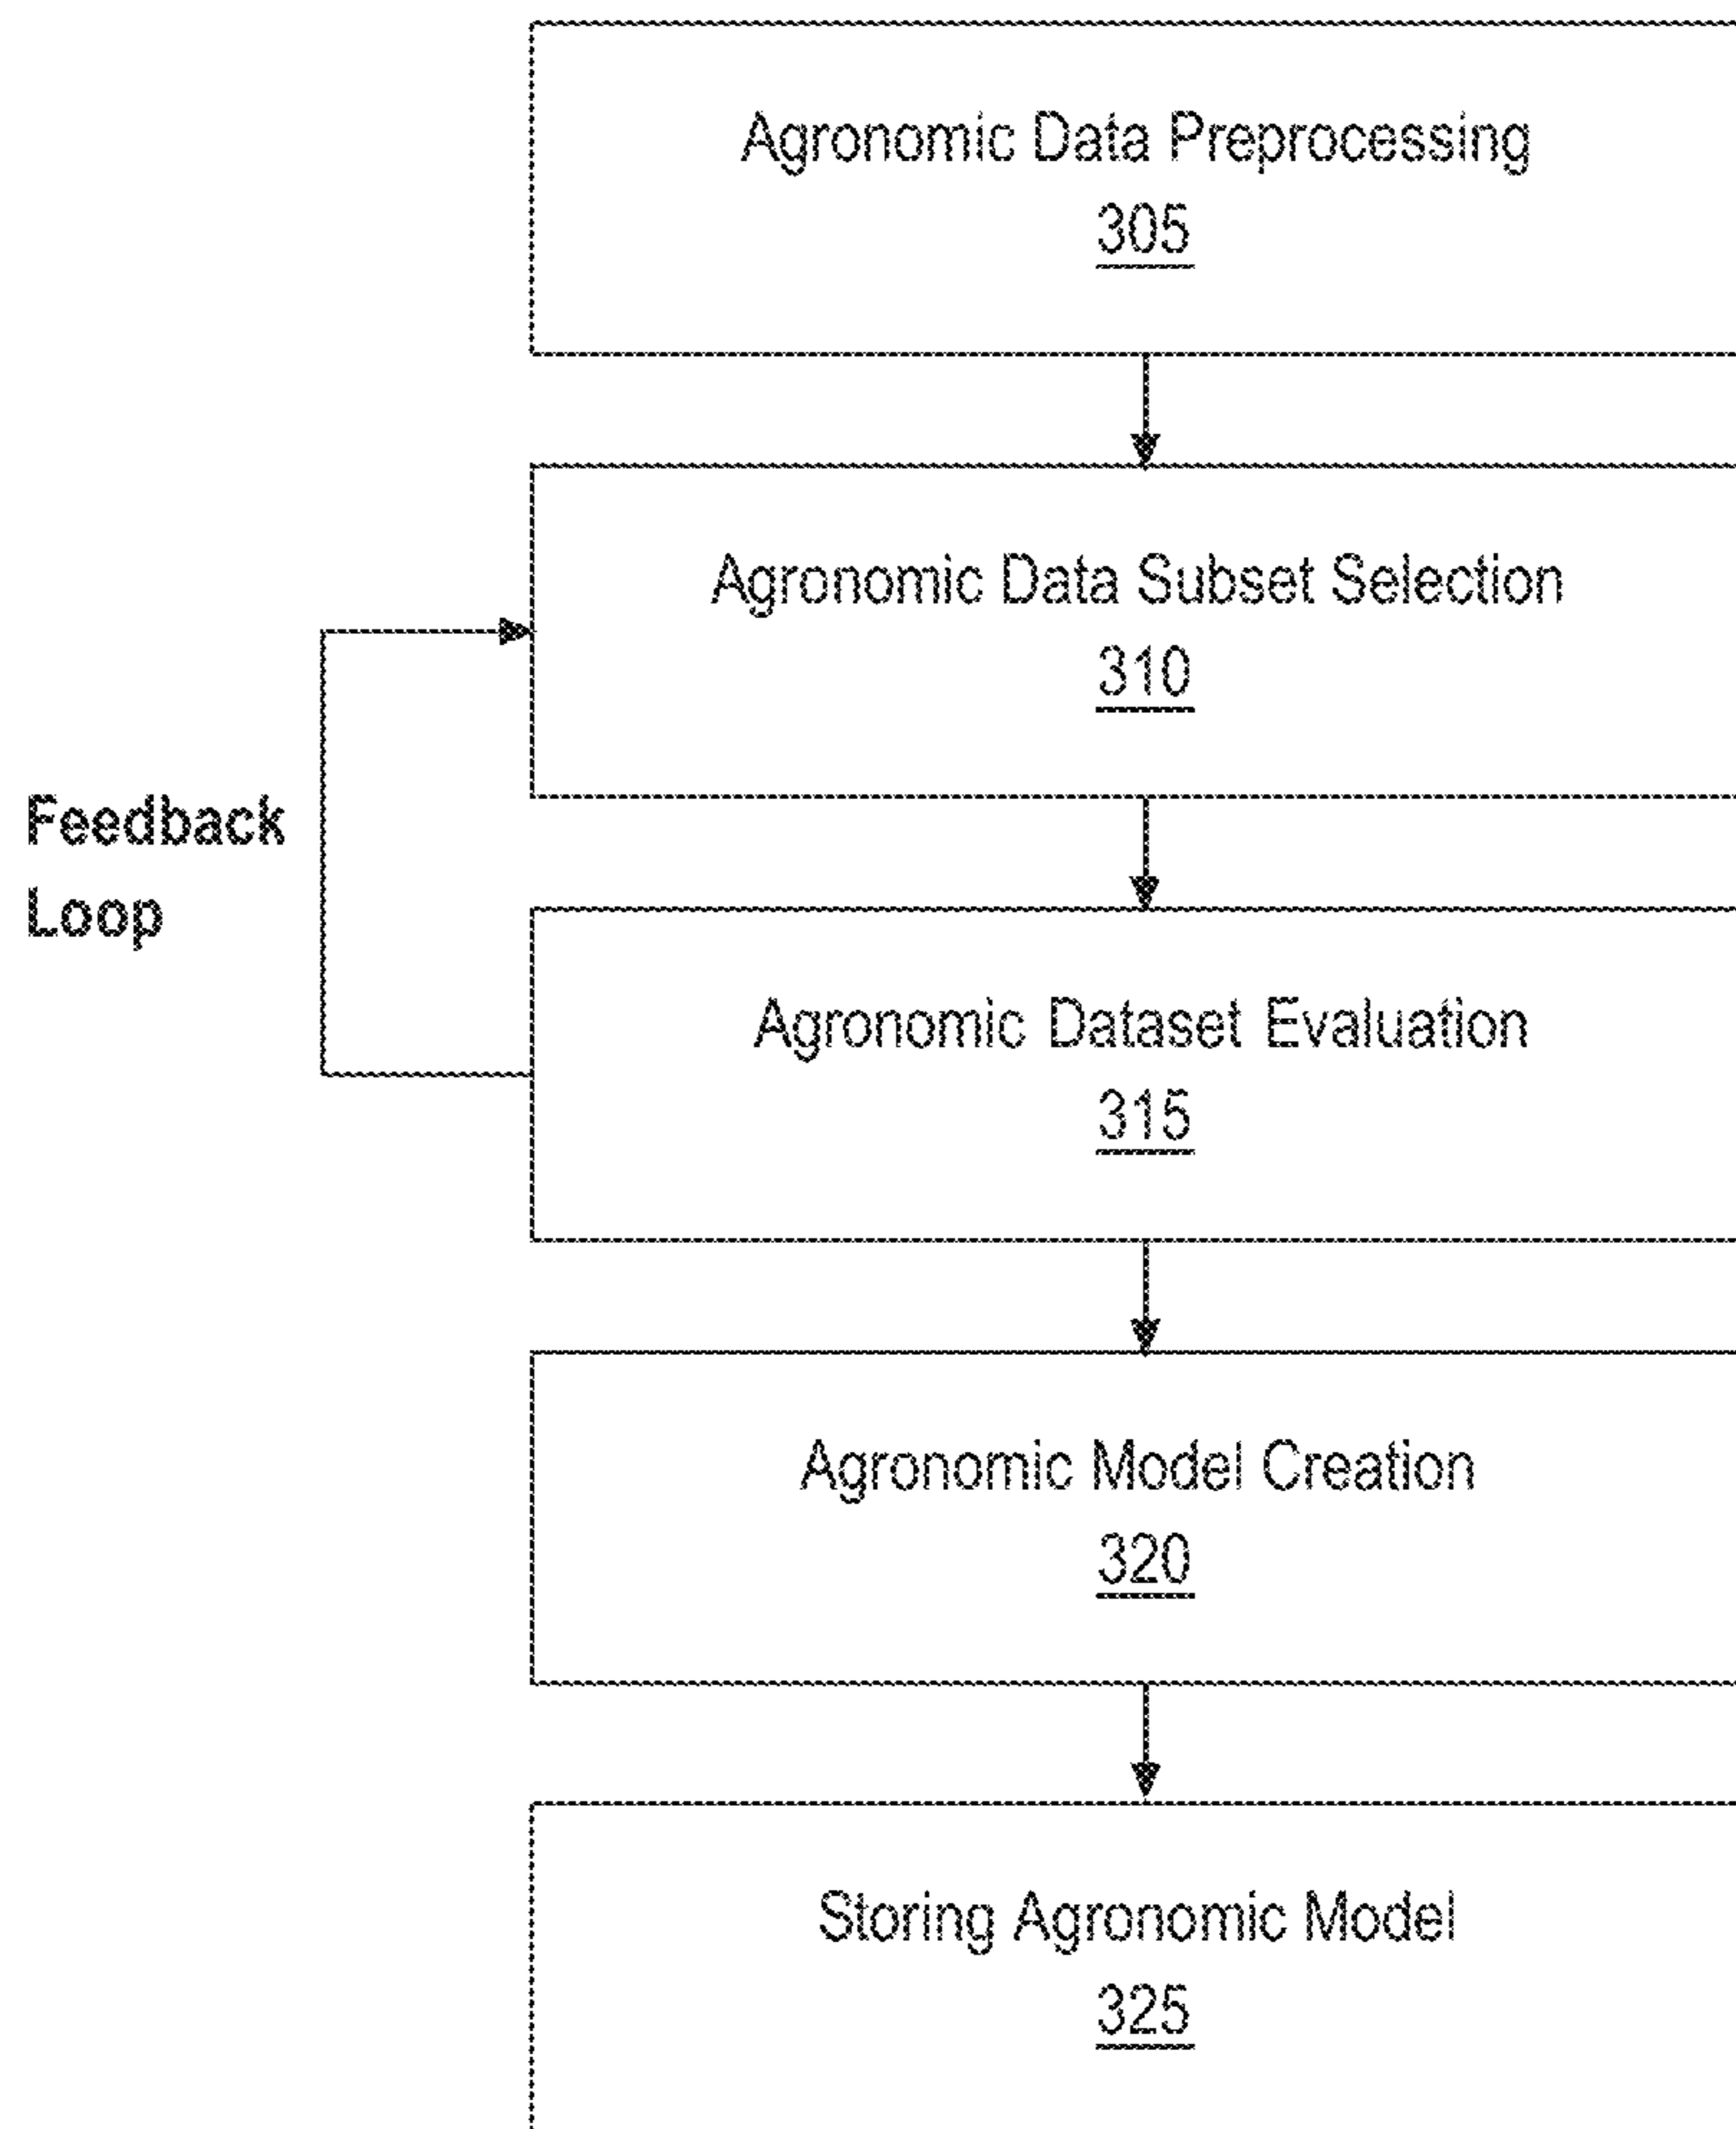 Agronomic Data Preprocessing
305
Agronomic Data Subset Selection
310
Feedback
Loop
Agronomic Dataset Evaluation
315
Agronomic Model Creation
320
Storing Agronomic Model
325